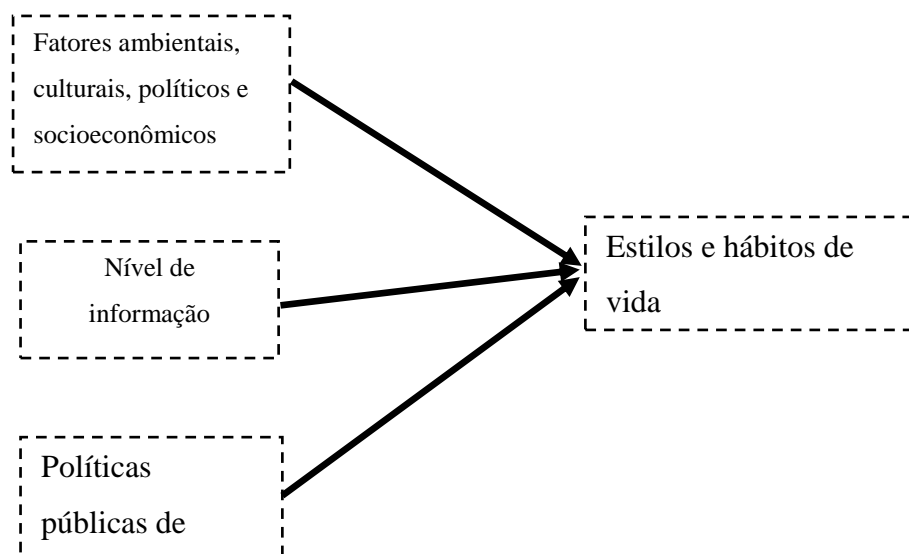 Fatores ambientais,
culturais, políticos e
socioeconômicos
Nível de
informação
Estilos e hábitos de
vida
Políticas
públicas de